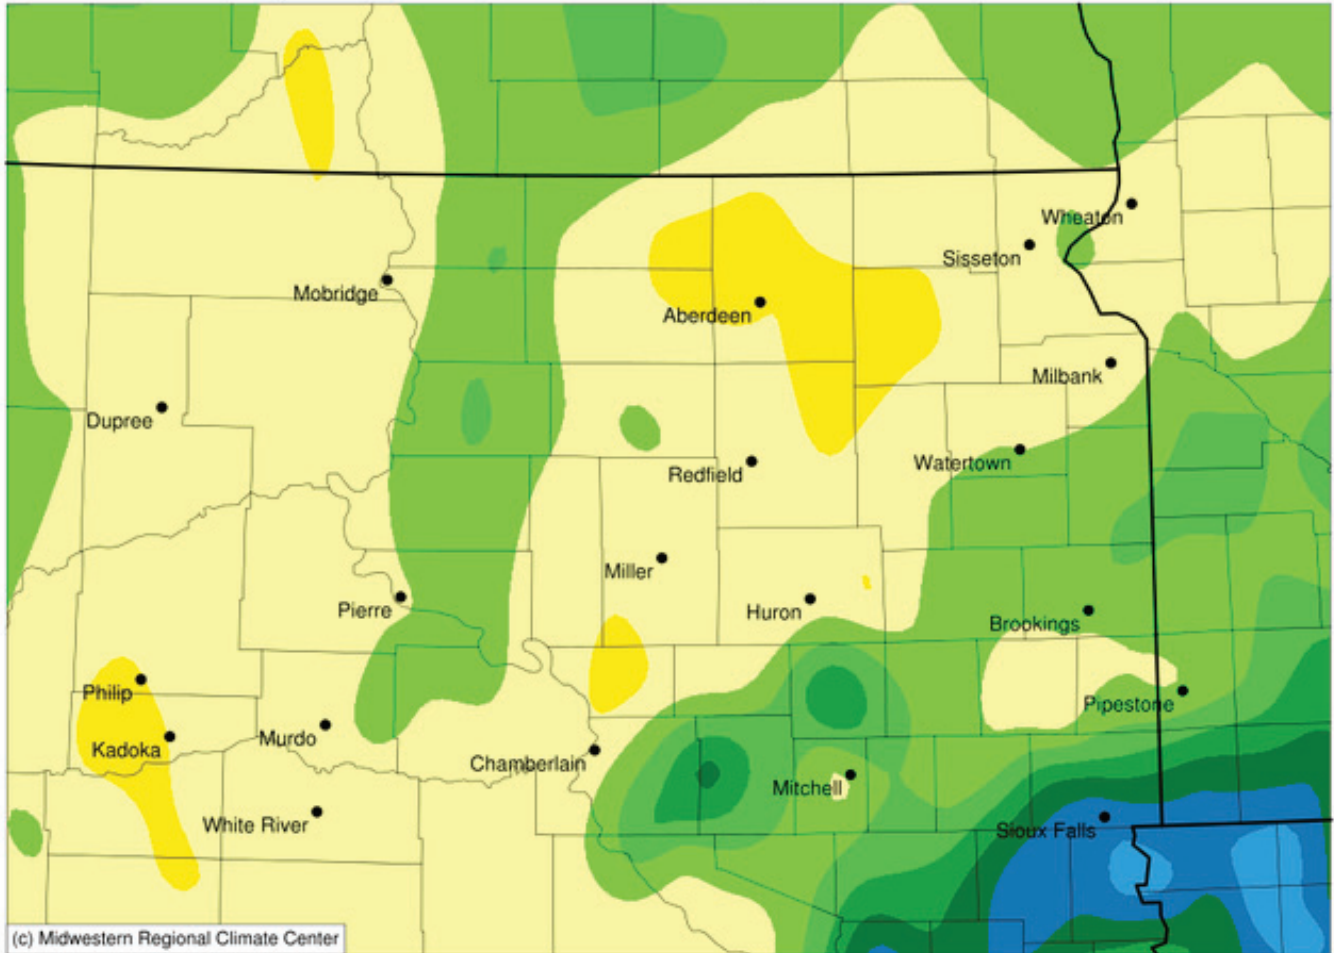 Wheaton
Sisseton
Mobridge
Aberdeen
Milbank
Dupree
Watertown
Redfield
Miller
Pierre
Huron
Brookings
Philip
Pipestone
Kadoka
Murdo
Chamberlain
Mitchell
White River
Sioux Falls
(c) Midwestern Regional Climate Center